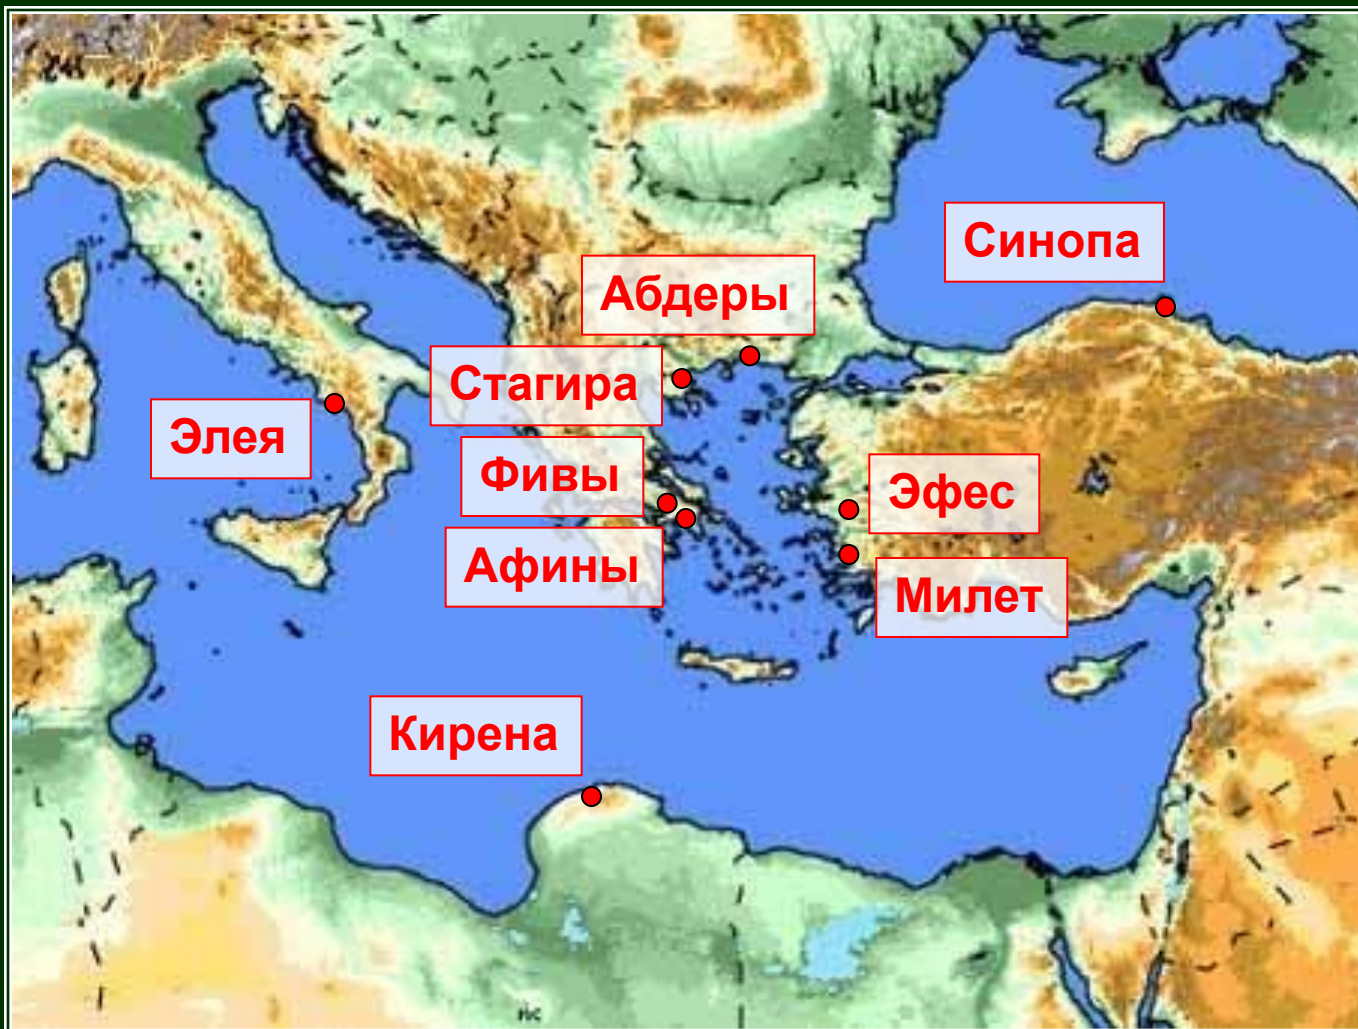 Синопа
Абдеры
Стагира
Элея
Фивы
Эфес
Афины
Милет
Кирена